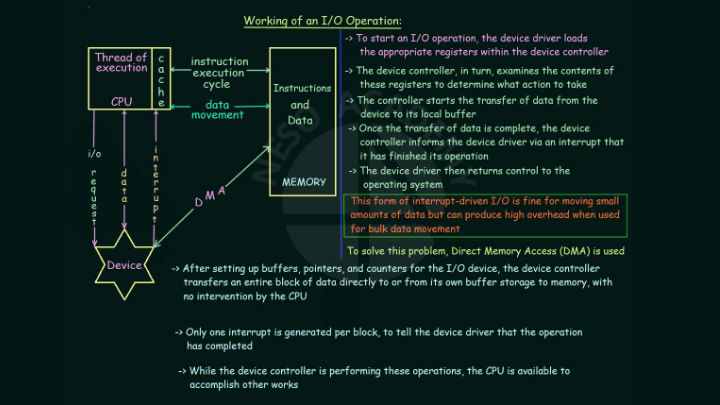 Working of an I/O Operation:
Thread of
execution
cache
CPU
instruction
execution
cycle
data
movement
Instructions
and
Data
MEMORY
i/o
request
data
interrupt
DMA
Device
-> To start an I/O operation, the device driver loads
the appropriate registers within the device controller
-> The device controller, in turn, examines the contents of
these registers to determine what action to take
-> The controller starts the transfer of data from the
device to its local buffer
-> Once the transfer of data is complete, the device
controller informs the device driver via an interrupt that
it has finished its operation
-> The device driver then returns control to the
operating system
This form of interrupt-driven I/O is fine for moving small
amounts of data but can produce high overhead when used
for bulk data movement
To solve this problem, Direct Memory Access (DMA) is used
-> After setting up buffers, pointers, and counters for the I/O device, the device controller
transfers an entire block of data directly to or from its own buffer storage to memory, with
no intervention by the CPU
-> Only one interrupt is generated per block, to tell the device driver that the operation
has completed
-> While the device controller is performing these operations, the CPU is available to
accomplish other works
NESO ACADEMY